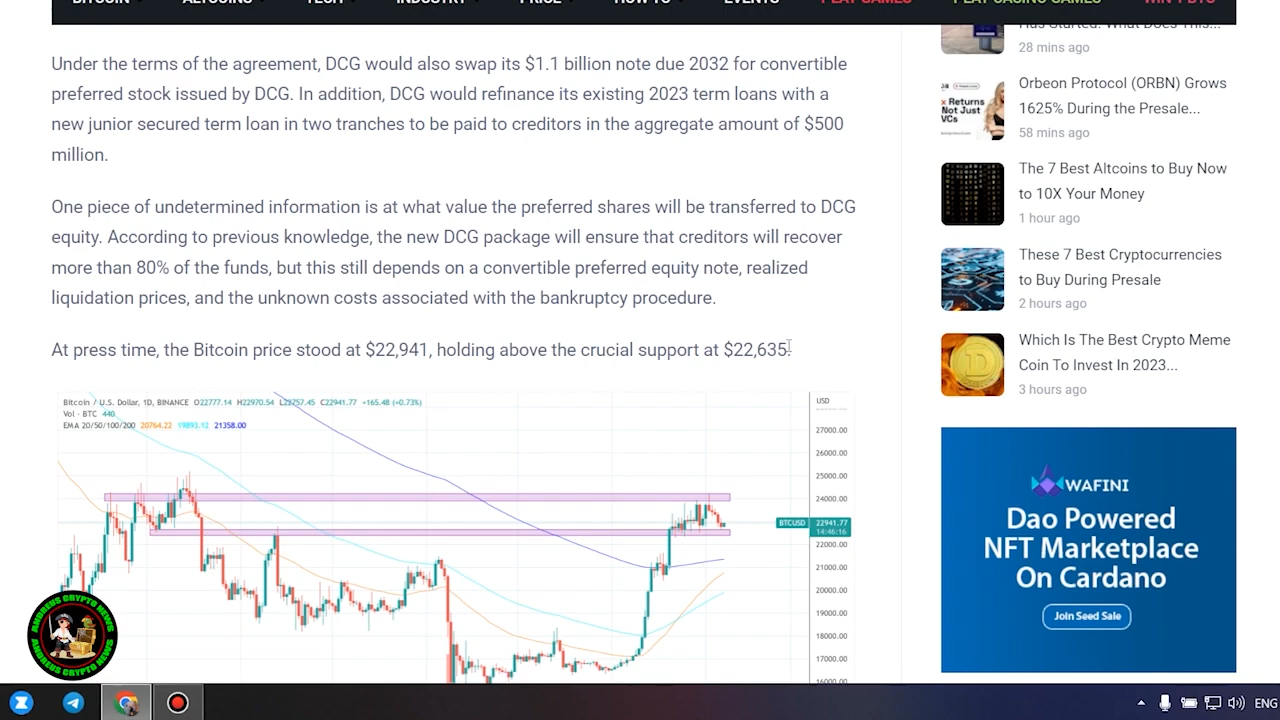 BITCOIN ALTCOINS TECH INDUSTRY PRICE HOW TO EVENTS PLAY GAMES PLAY CASINO GAMES WIN 1 BTC
Under the terms of the agreement, DCG would also swap its $1.1 billion note due 2032 for convertible
preferred stock issued by DCG. In addition, DCG would refinance its existing 2023 term loans with a
new junior secured term loan in two tranches to be paid to creditors in the aggregate amount of $500
million.
One piece of undetermined information is at what value the preferred shares will be transferred to DCG
equity. According to previous knowledge, the new DCG package will ensure that creditors will recover
more than 80% of the funds, but this still depends on a convertible preferred equity note, realized
liquidation prices, and the unknown costs associated with the bankruptcy procedure.
At press time, the Bitcoin price stood at $22,941, holding above the crucial support at $22,635.
Bitcoin / U.S. Dollar, 1D, BINANCE O22777.14 H22970.54 L22757.45 C22941.77 +165.48 (+0.73%)
Vol · BTC 440
EMA 20/50/100/200 20764.22 19893.12 21358.00
USD
27000.00
26000.00
25000.00
24000.00
BTCUSD 22941.77
14:46:16
22000.00
21000.00
20000.00
19000.00
18000.00
17000.00
16000.00
ANDREUS CRYPTO NEWS
ANDREUS CRYPTO NEWS
Has Started: What Does This...
28 mins ago
Returns
Not Just
VCs
Orbeon Protocol (ORBN) Grows
1625% During the Presale...
58 mins ago
The 7 Best Altcoins to Buy Now
to 10X Your Money
1 hour ago
These 7 Best Cryptocurrencies
to Buy During Presale
2 hours ago
Which Is The Best Crypto Meme
Coin To Invest In 2023...
3 hours ago
WAFINI
Dao Powered
NFT Marketplace
On Cardano
Join Seed Sale
ENG